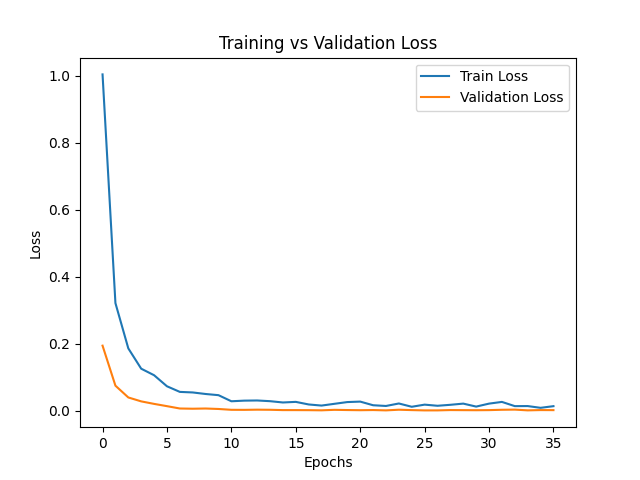 Training vs Validation Loss
Train Loss
Validation Loss
1.0
0.8
0.6
0.4
0.2
0.0
Loss
0 5 10 15 20 25 30 35
Epochs